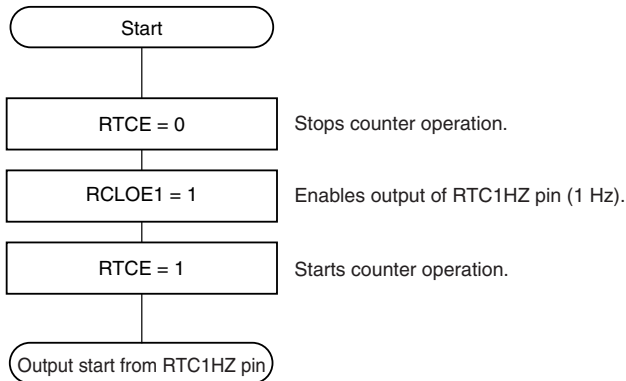 Start
RTCE = 0
Stops counter operation.
RCLOE1 = 1
Enables output of RTC1HZ pin (1 Hz).
RTCE = 1
Starts counter operation.
Output start from RTC1HZ pin